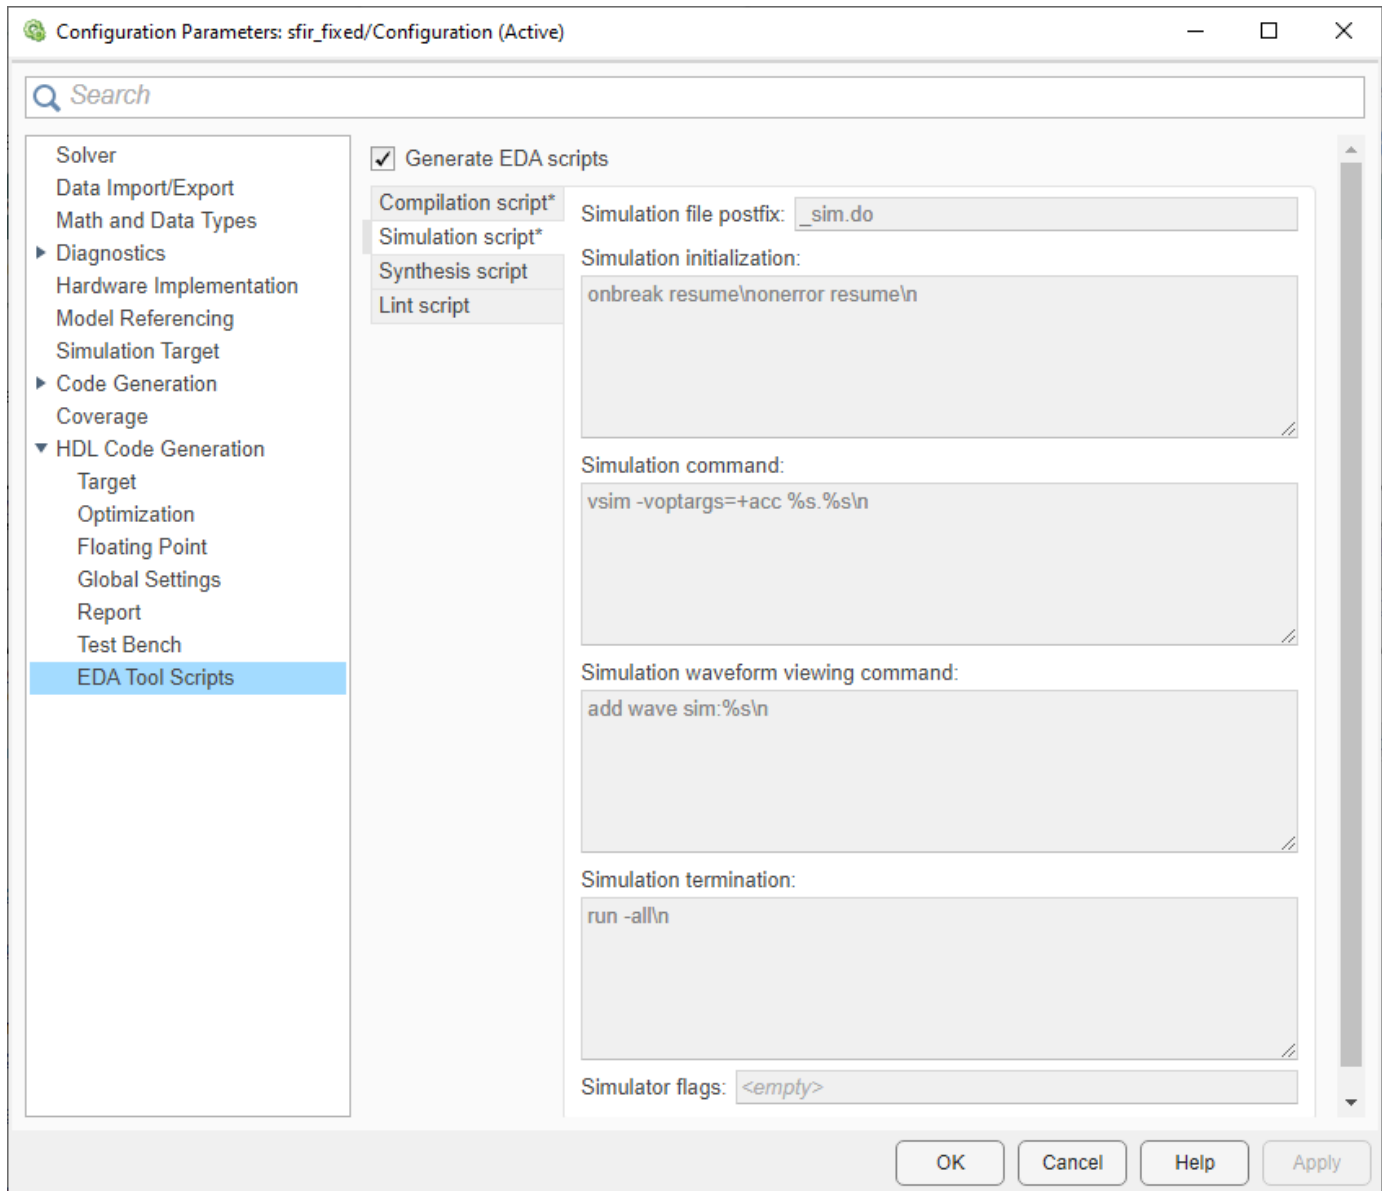 Configuration Parameters: sfir_fixed/Configuration (Active)
Search
Solver
Data Import/Export
Math and Data Types
Diagnostics
Hardware Implementation
Model Referencing
Simulation Target
Code Generation
Coverage
HDL Code Generation
Target
Optimization
Floating Point
Global Settings
Report
Test Bench
EDA Tool Scripts
Generate EDA scripts
Compilation script*
Simulation script*
Synthesis script
Lint script
Simulation file postfix: _sim.do
Simulation initialization:
onbreak resume\nonerror resume\n
Simulation command:
vsim -voptargs=+acc %s.%s\n
Simulation waveform viewing command:
add wave sim:%s\n
Simulation termination:
run -all\n
Simulator flags: <empty>
OK Cancel Help Apply